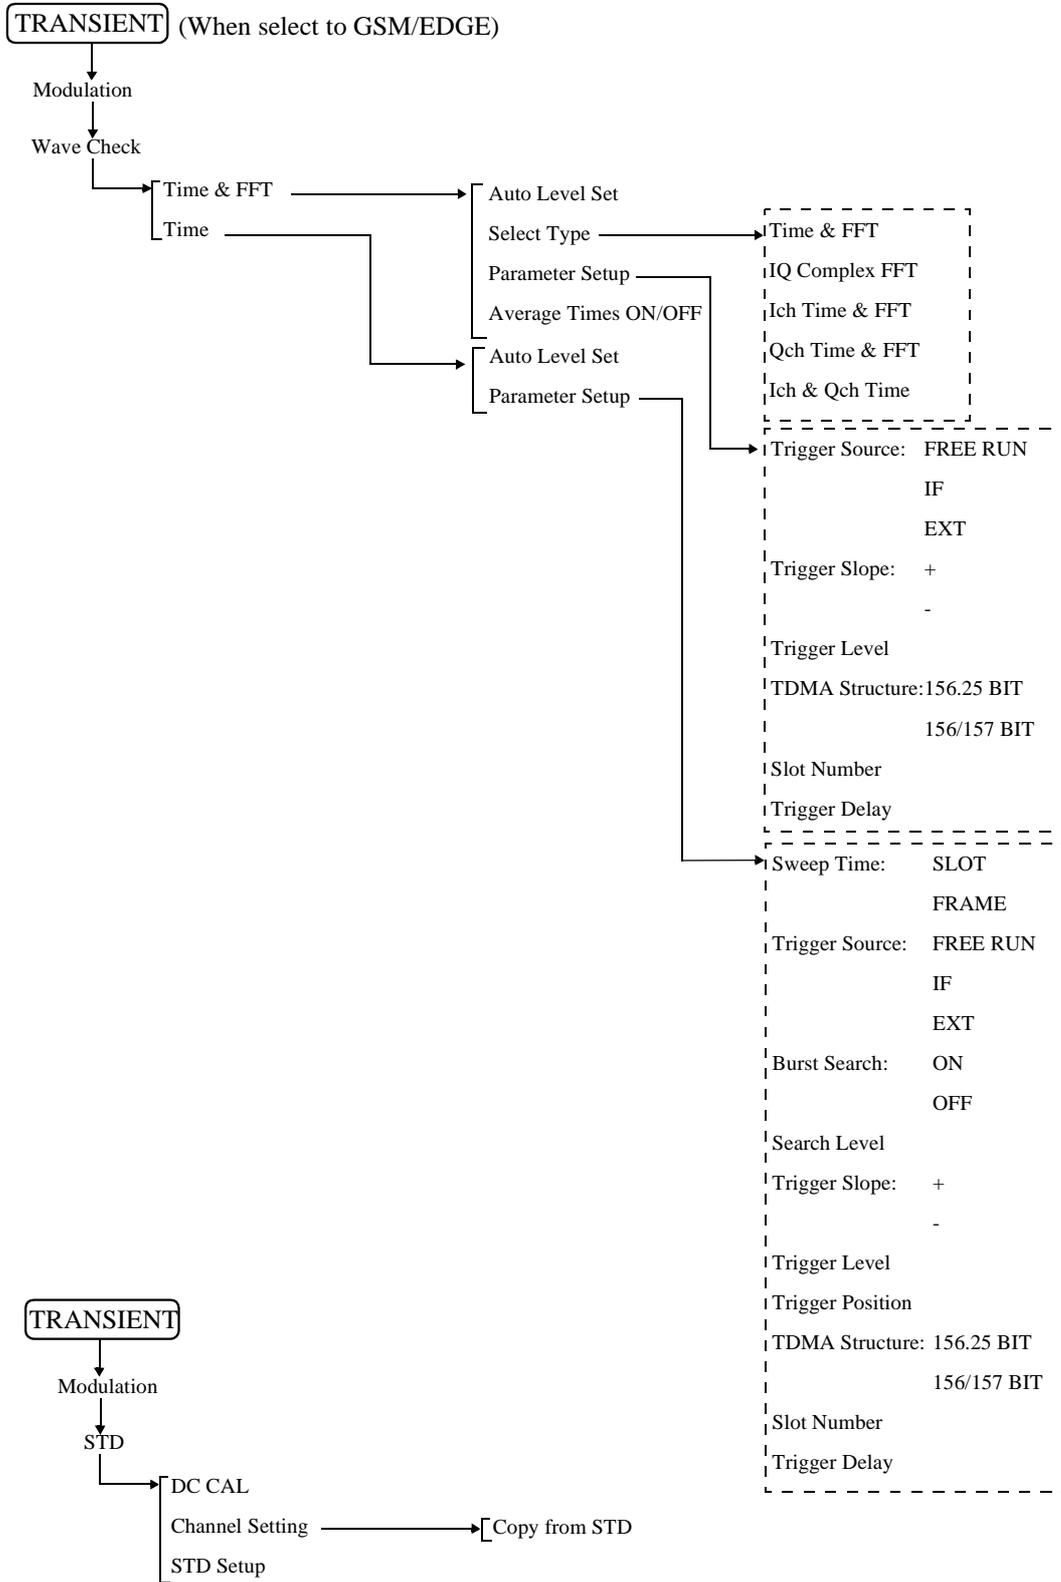 TRANSIENT (When select to GSM/EDGE)
Modulation
Wave Check
Time & FFT
Time
Auto Level Set
Select Type
Parameter Setup
Average Times ON/OFF
Auto Level Set
Parameter Setup
Time & FFT
IQ Complex FFT
Ich Time & FFT
Qch Time & FFT
Ich & Qch Time
Trigger Source: FREE RUN
IF
EXT
Trigger Slope: +
-
Trigger Level
TDMA Structure:156.25 BIT
156/157 BIT
Slot Number
Trigger Delay
Sweep Time: SLOT
FRAME
Trigger Source: FREE RUN
IF
EXT
Burst Search: ON
OFF
Search Level
Trigger Slope: +
-
Trigger Level
Trigger Position
TDMA Structure: 156.25 BIT
156/157 BIT
Slot Number
Trigger Delay
TRANSIENT
Modulation
STD
DC CAL
Channel Setting
Copy from STD
STD Setup